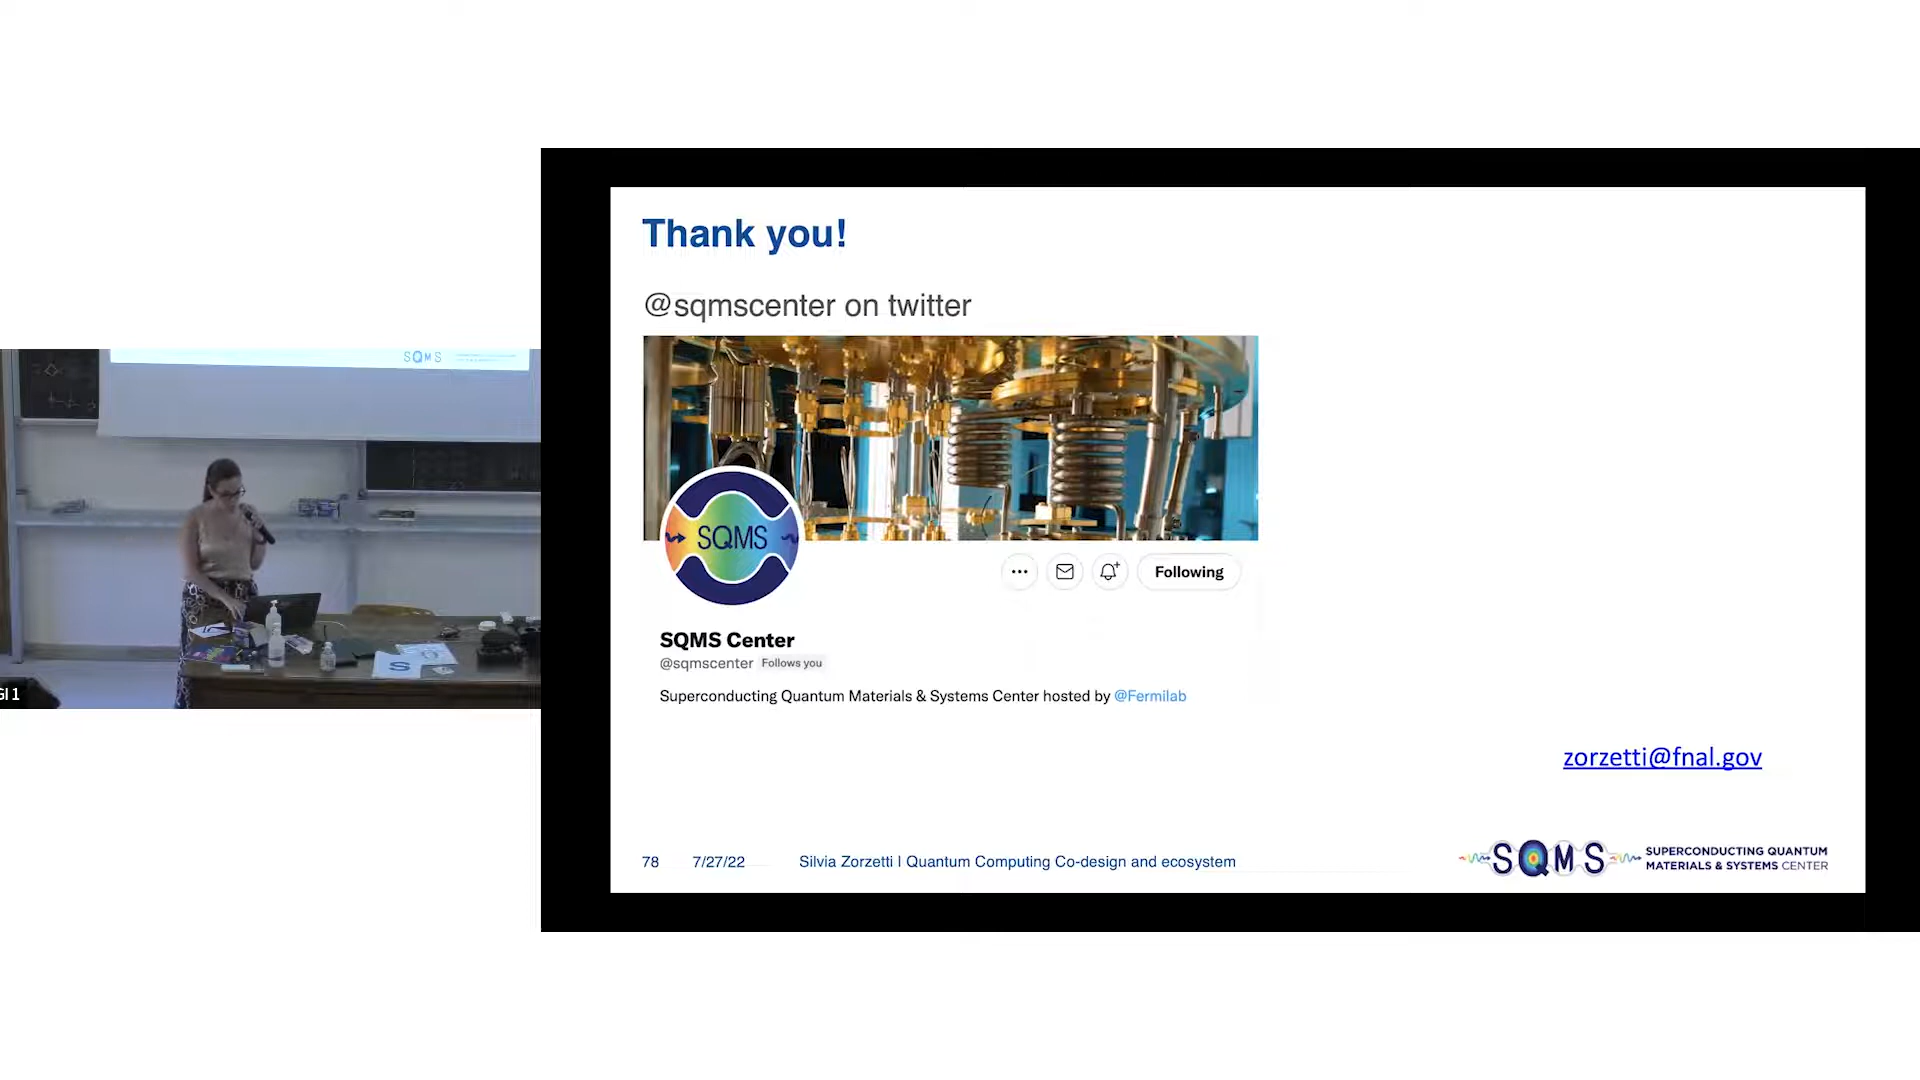 Thank you!
@sqmscenter on twitter
SQMS
Following
SQMS Center
@sqmscenter Follows you
Superconducting Quantum Materials & Systems Center hosted by @Fermilab
zorzetti@fnal.gov
78 7/27/22 Silvia Zorzetti | Quantum Computing Co-design and ecosystem
SQMS
SUPERCONDUCTING QUANTUM
MATERIALS & SYSTEMS CENTER
SQMS
S
GI 1